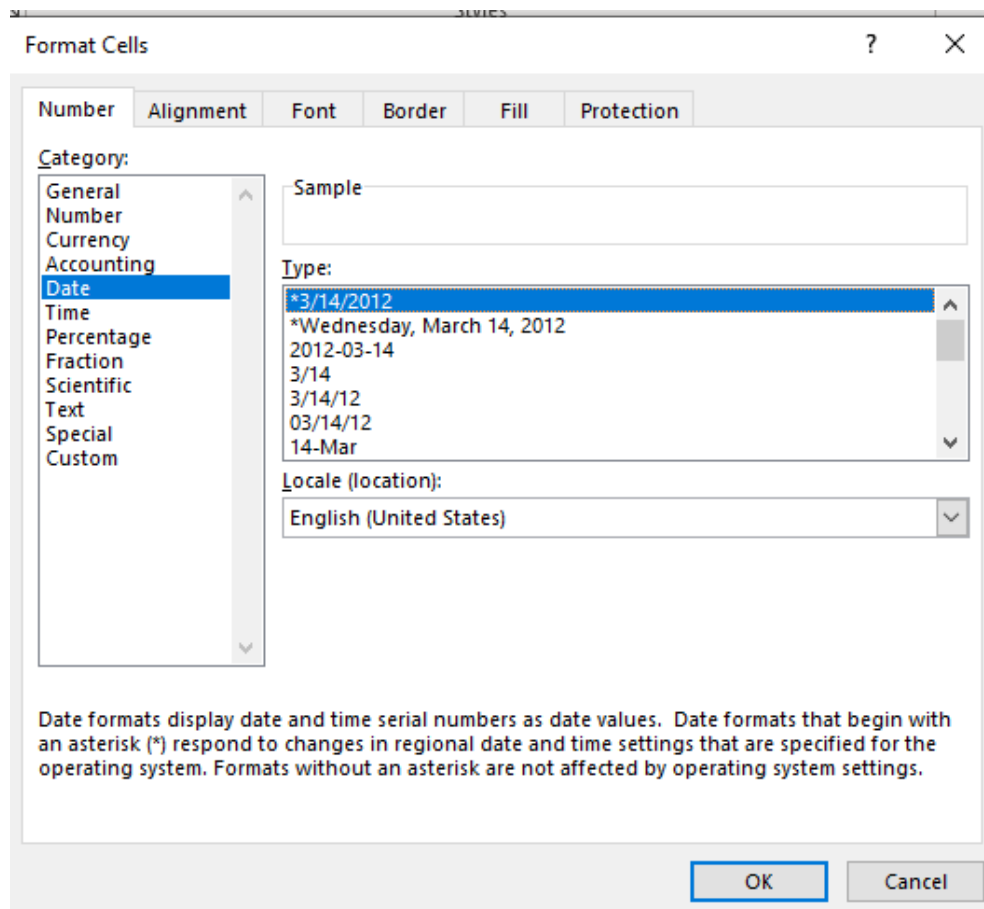 Styles
Format Cells
?
Number Alignment Font Border Fill Protection
Category:
General
Number
Currency
Accounting
Date
Time
Percentage
Fraction
Scientific
Text
Special
Custom
Sample
Type:
*3/14/2012
*Wednesday, March 14, 2012
2012-03-14
3/14
3/14/12
03/14/12
14-Mar
Locale (location):
English (United States)
Date formats display date and time serial numbers as date values. Date formats that begin with
an asterisk (*) respond to changes in regional date and time settings that are specified for the
operating system. Formats without an asterisk are not affected by operating system settings.
OK Cancel